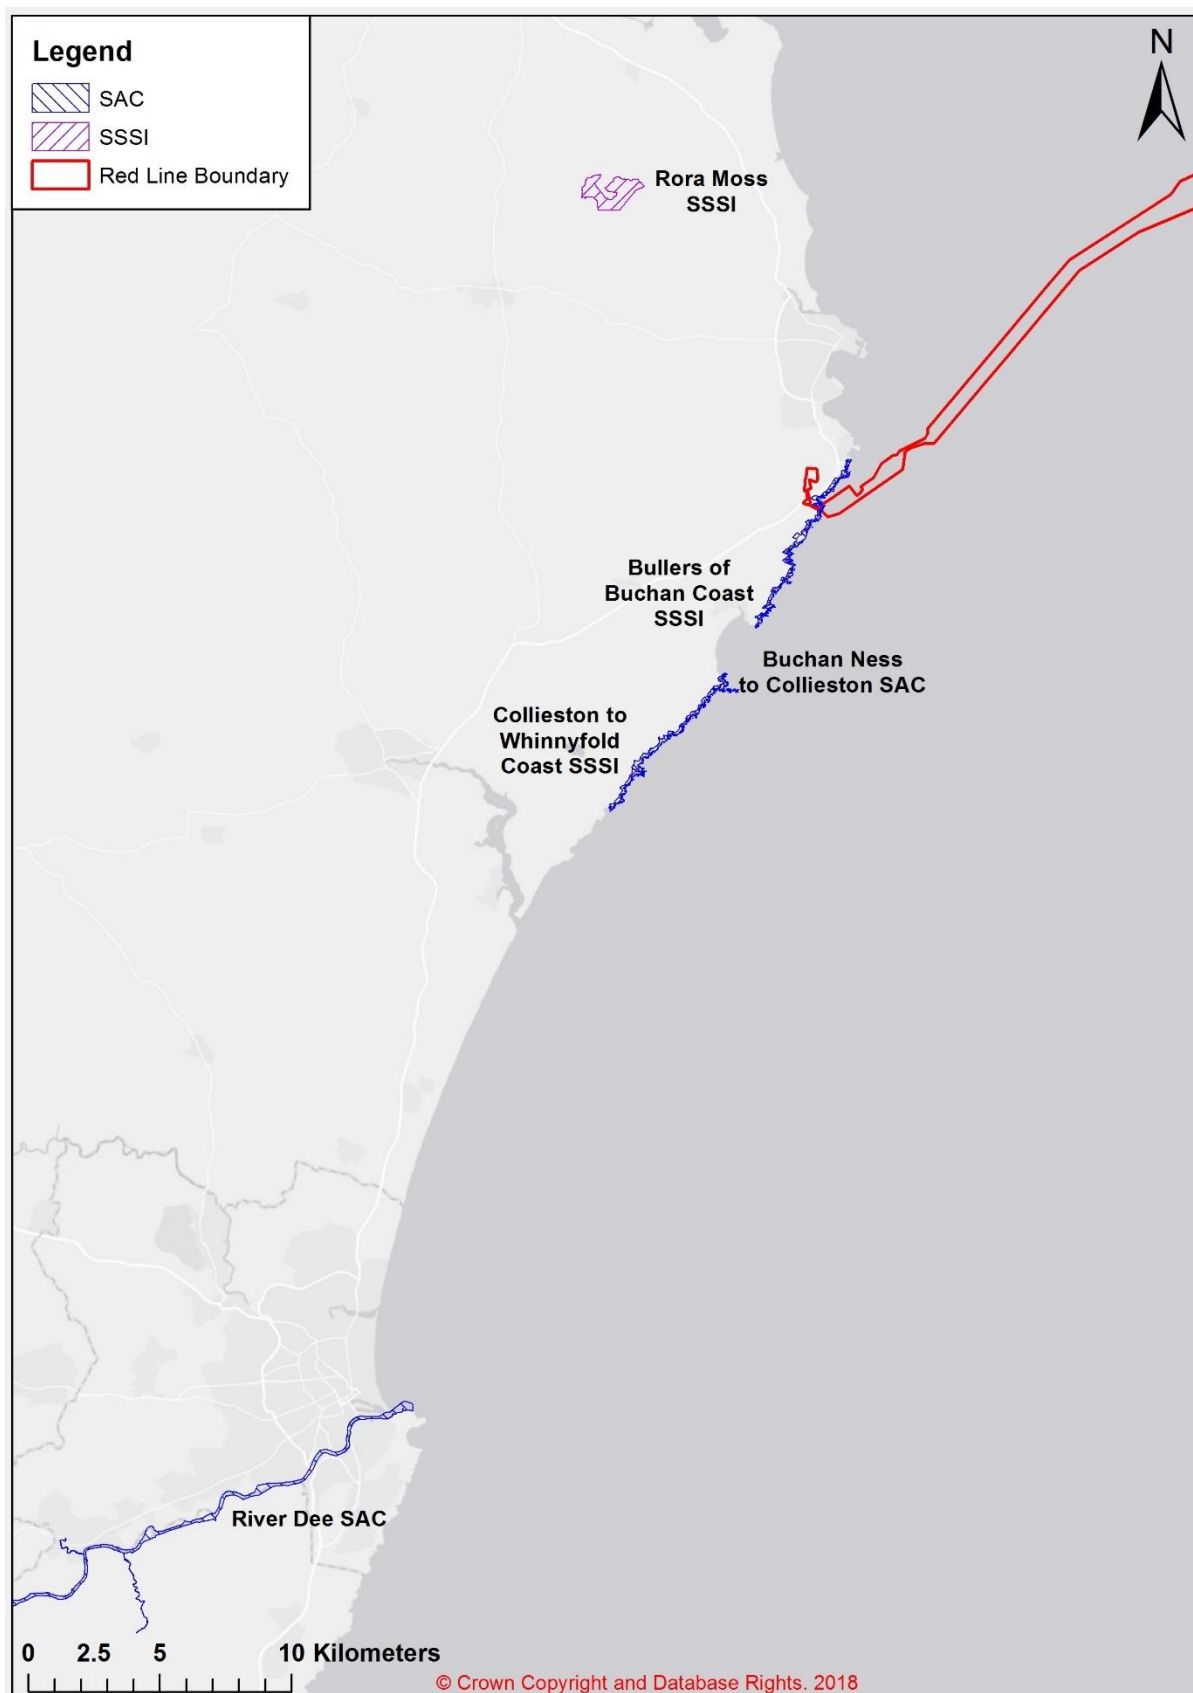 Legend
SAC
SSSI
Red Line Boundary
N
Rora Moss
SSSI
Bullers of
Buchan Coast
SSSI
Buchan Ness
to Collieston SAC
Collieston to
Whinnyfold
Coast SSSI
River Dee SAC
0 2.5 5 10 Kilometers
© Crown Copyright and Database Rights. 2018